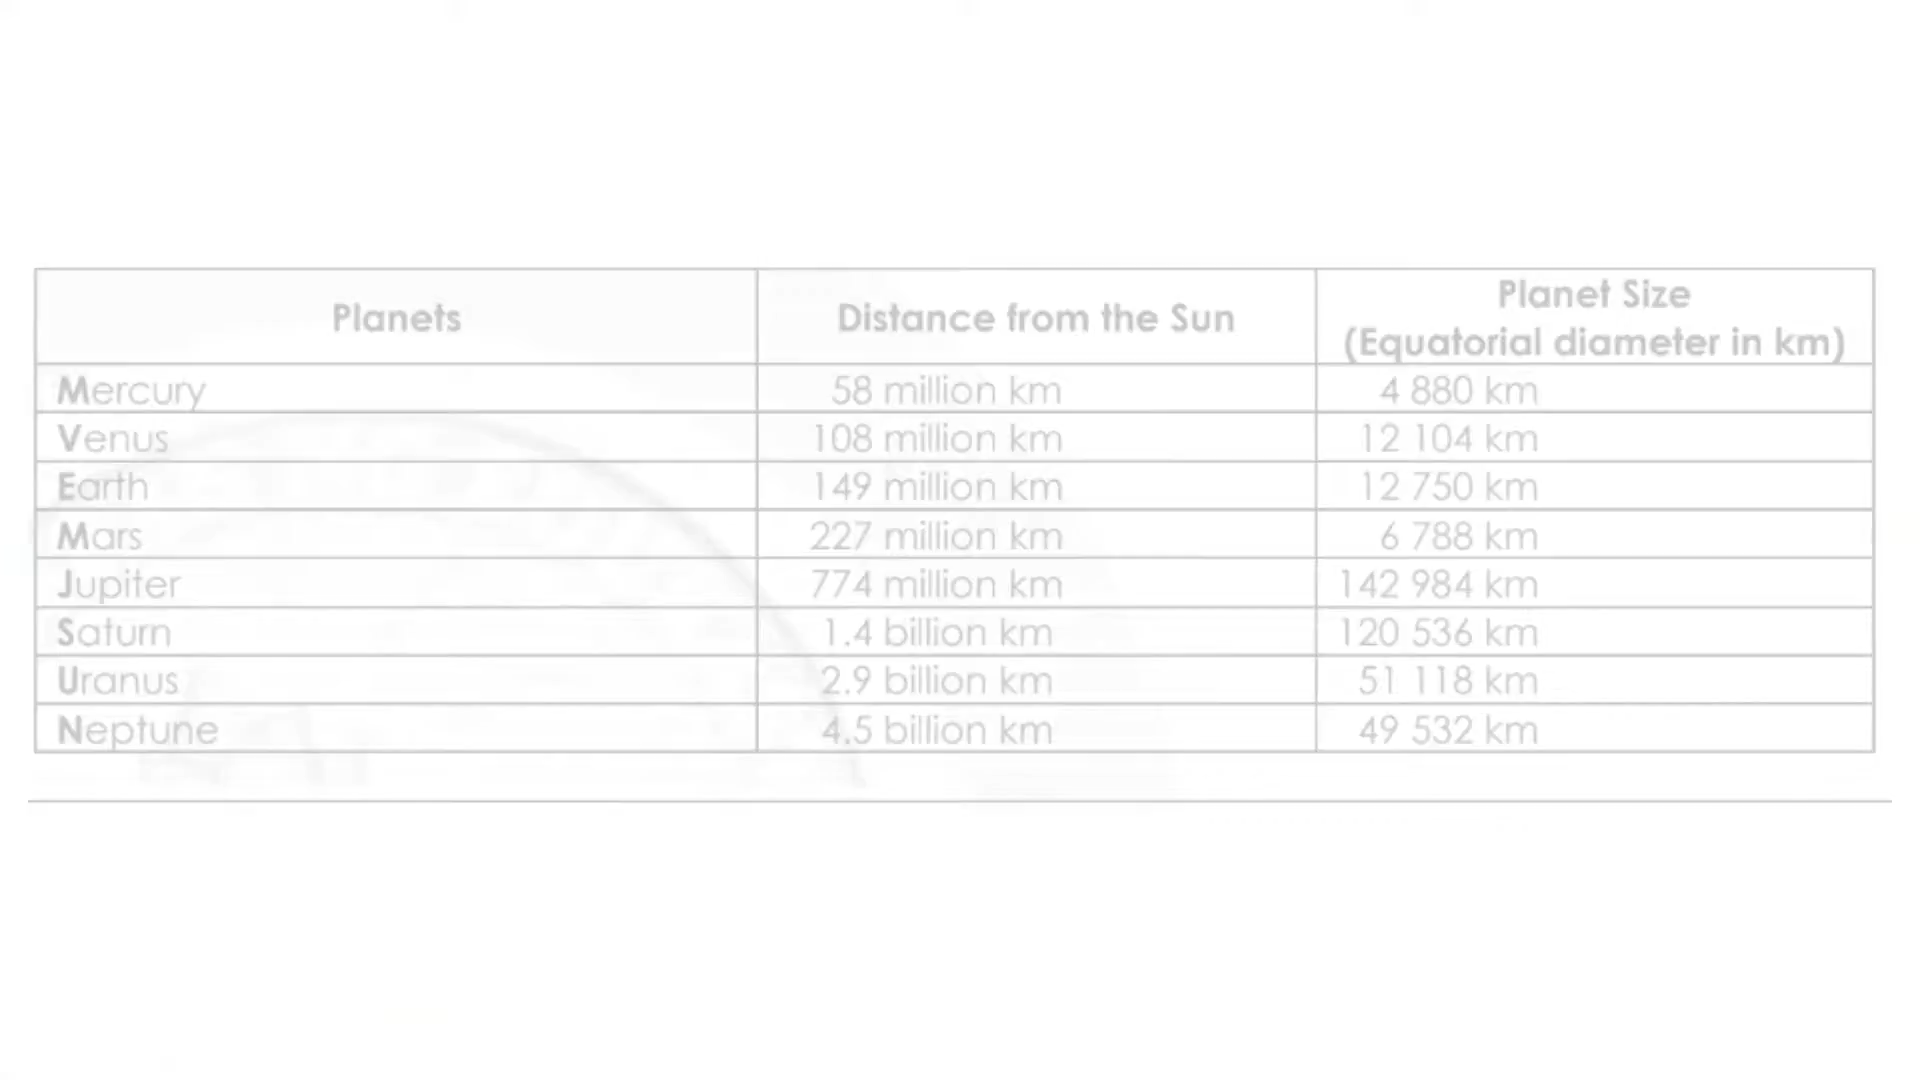 Planets Distance from the Sun Planet Size
(Equatorial diameter in km)
Mercury 58 million km 4 880 km
Venus 108 million km 12 104 km
Earth 149 million km 12 750 km
Mars 227 million km 6 788 km
Jupiter 774 million km 142 984 km
Saturn 1.4 billion km 120 536 km
Uranus 2.9 billion km 51 118 km
Neptune 4.5 billion km 49 532 km